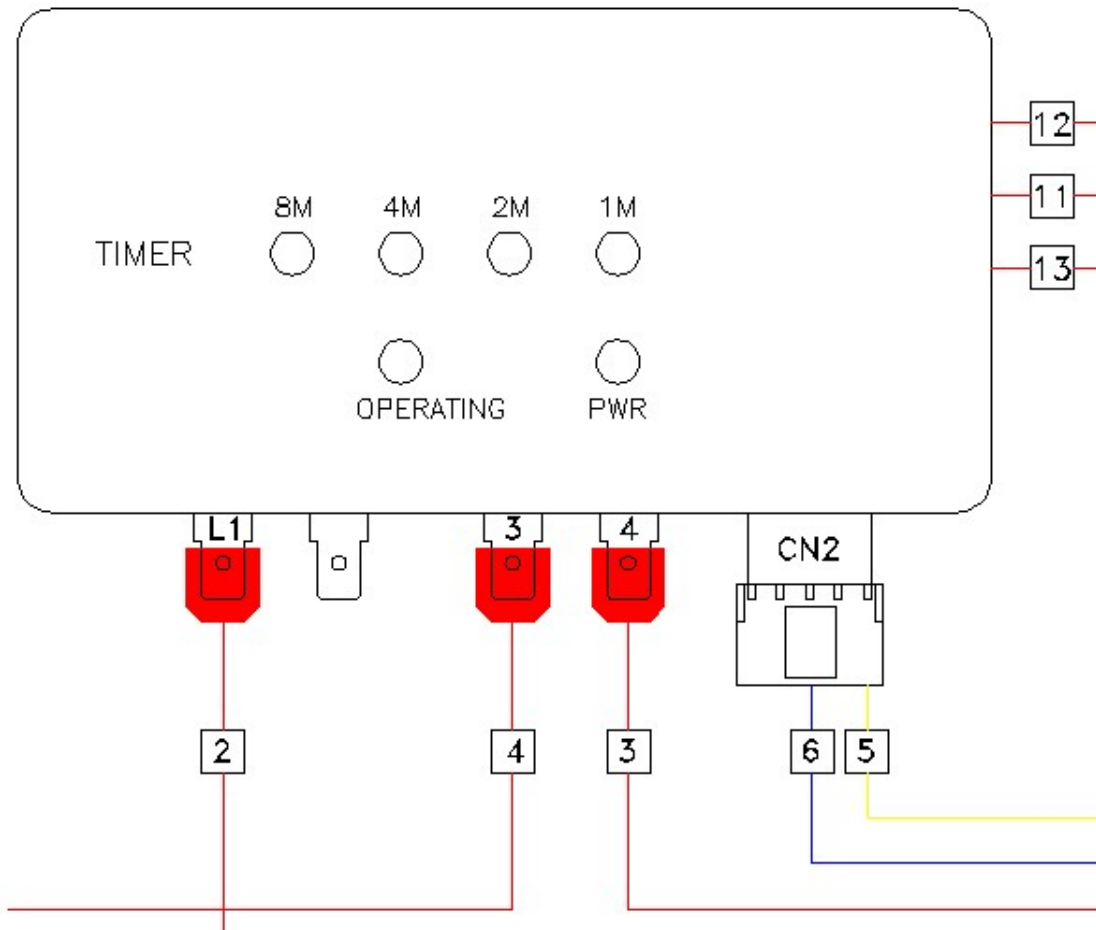 12
8M 4M 2M 1M
11
TIMER
13
OPERATING PWR
L1 3 4 CN2
2 4 3 6 5